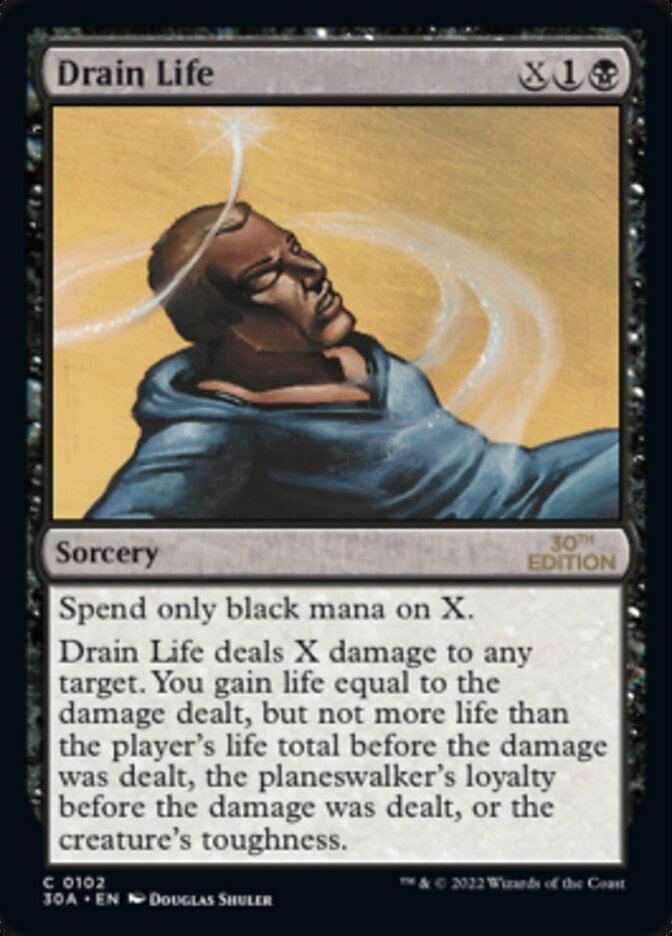 Drain Life X 1
Sorcery
30TH
EDITION
Spend only black mana on X.
Drain Life deals X damage to any
target. You gain life equal to the
damage dealt, but not more life than
the player's life total before the damage
was dealt, the planeswalker's loyalty
before the damage was dealt, or the
creature's toughness.
C 0102
30A • EN Douglas Shuler
™ & © 2022 Wizards of the Coast